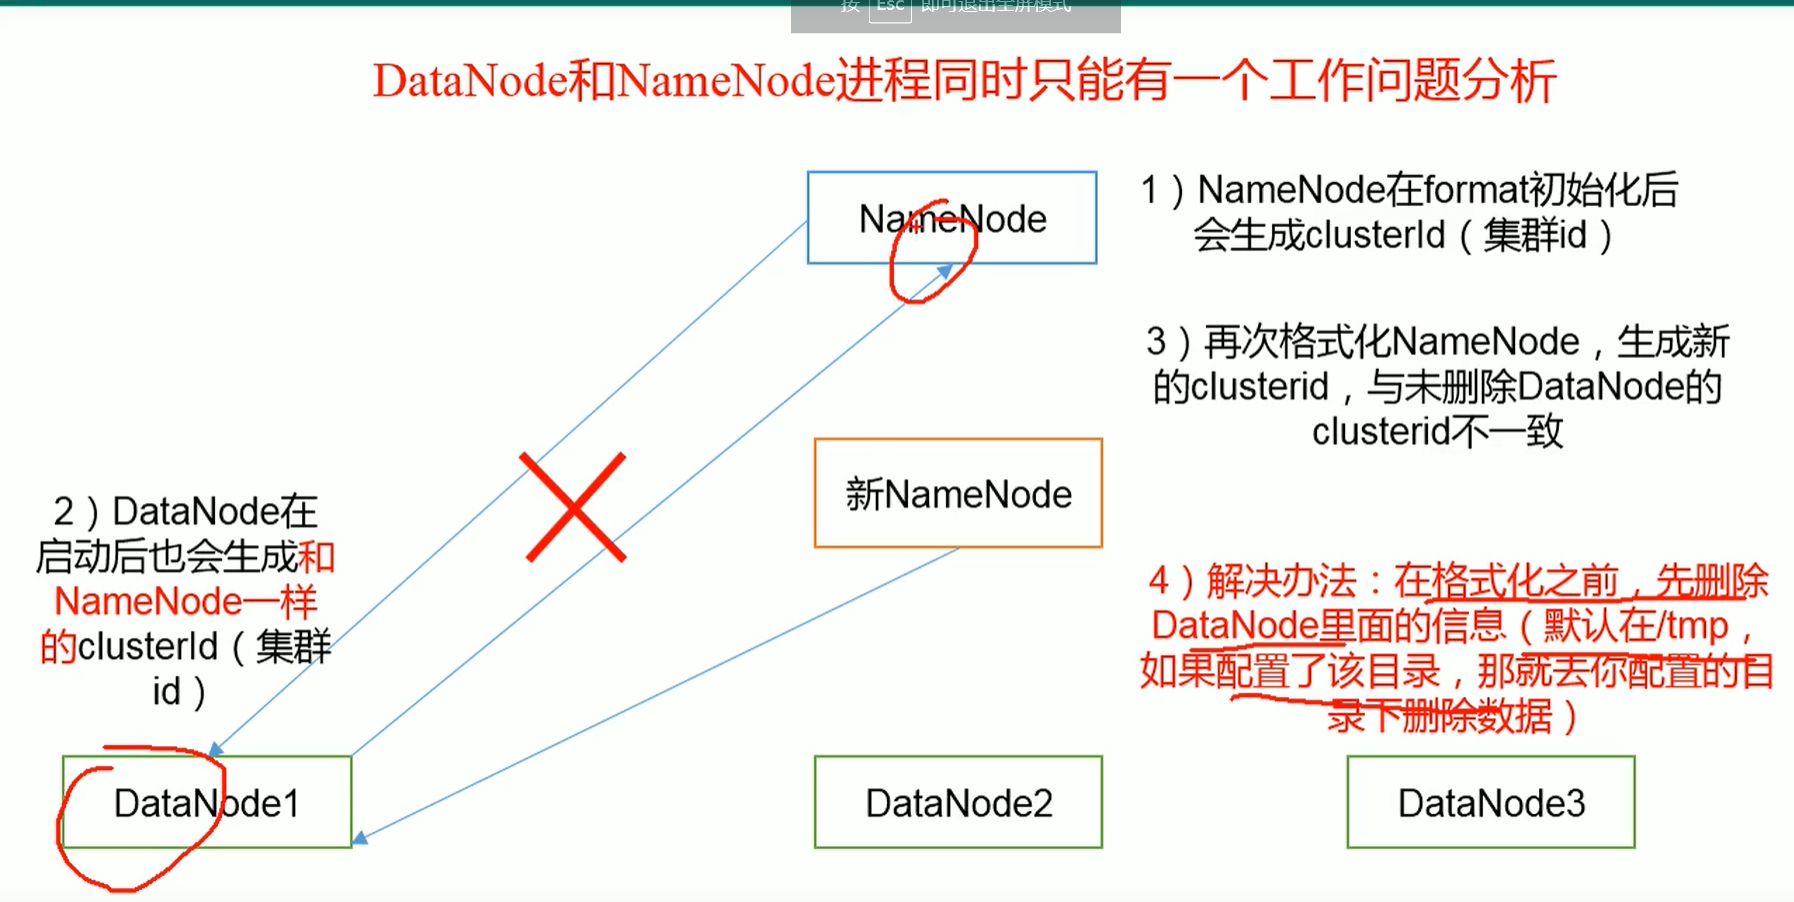 按 Esc 即可退出全屏模式
DataNode和NameNode进程同时只能有一个工作问题分析
NameNode
1）NameNode在format初始化后
会生成clusterId（集群id）
3）再次格式化NameNode，生成新
的clusterid，与未删除DataNode的
clusterid不一致
新NameNode
2）DataNode在
启动后也会生成和
NameNode一样
的clusterId（集群
id）
4）解决办法：在格式化之前，先删除
DataNode里面的信息（默认在/tmp，
如果配置了该目录，那就去你配置的目
录下删除数据）
DataNode1
DataNode2
DataNode3